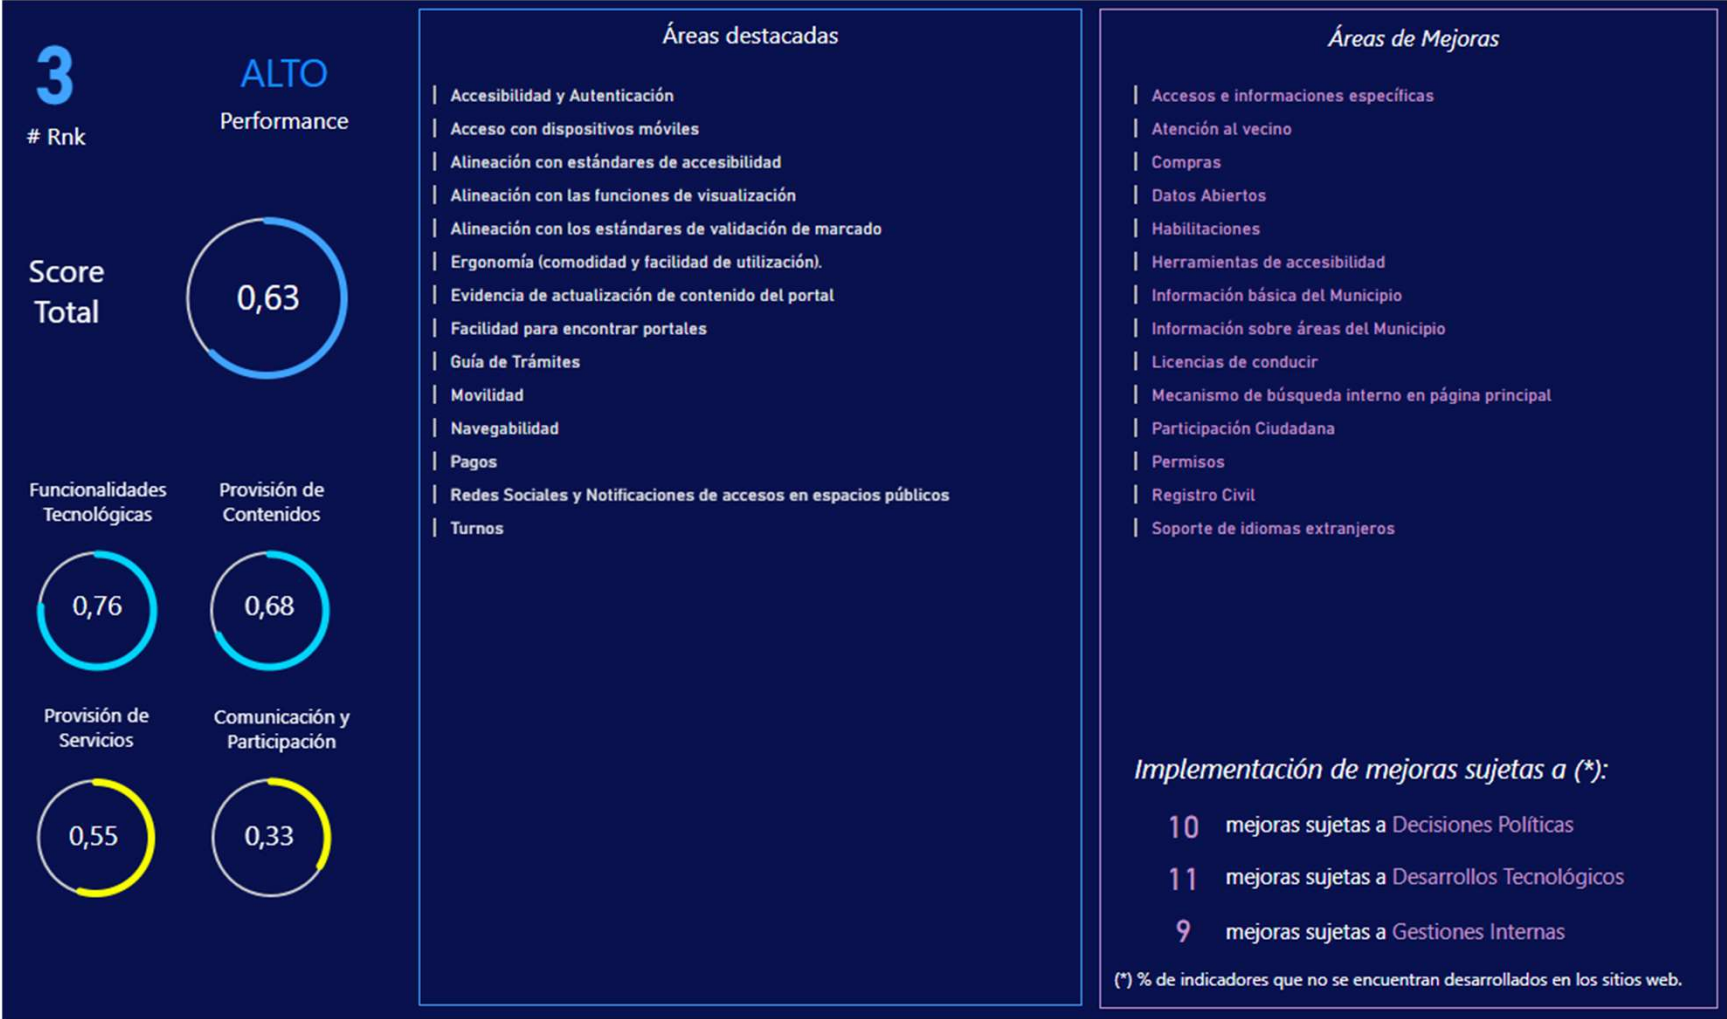 3
# Rnk
ALTO
Performance
Score
Total
0,63
Funcionalidades
Tecnológicas
0,76
Provisión de
Contenidos
0,68
Provisión de
Servicios
0,55
Comunicación y
Participación
0,33
Áreas destacadas
Accesibilidad y Autenticación
Acceso con dispositivos móviles
Alineación con estándares de accesibilidad
Alineación con las funciones de visualización
Alineación con los estándares de validación de marcado
Ergonomía (comodidad y facilidad de utilización).
Evidencia de actualización de contenido del portal
Facilidad para encontrar portales
Guía de Trámites
Movilidad
Navegabilidad
Pagos
Redes Sociales y Notificaciones de accesos en espacios públicos
Turnos
Áreas de Mejoras
Accesos e informaciones específicas
Atención al vecino
Compras
Datos Abiertos
Habilitaciones
Herramientas de accesibilidad
Información básica del Municipio
Información sobre áreas del Municipio
Licencias de conducir
Mecanismo de búsqueda interno en página principal
Participación Ciudadana
Permisos
Registro Civil
Soporte de idiomas extranjeros
Implementación de mejoras sujetas a (*):
10 mejoras sujetas a Decisiones Políticas
11 mejoras sujetas a Desarrollos Tecnológicos
9 mejoras sujetas a Gestiones Internas
(*) % de indicadores que no se encuentran desarrollados en los sitios web.